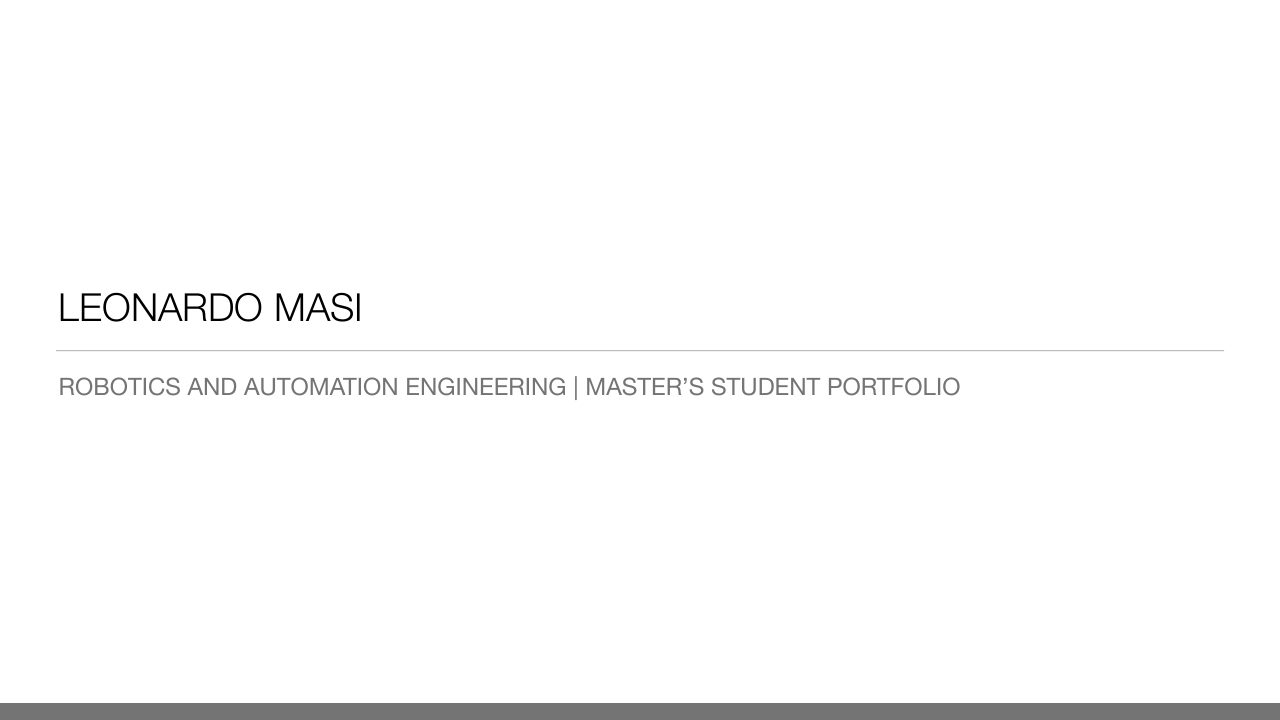 LEONARDO MASI
ROBOTICS AND AUTOMATION ENGINEERING | MASTER’S STUDENT PORTFOLIO